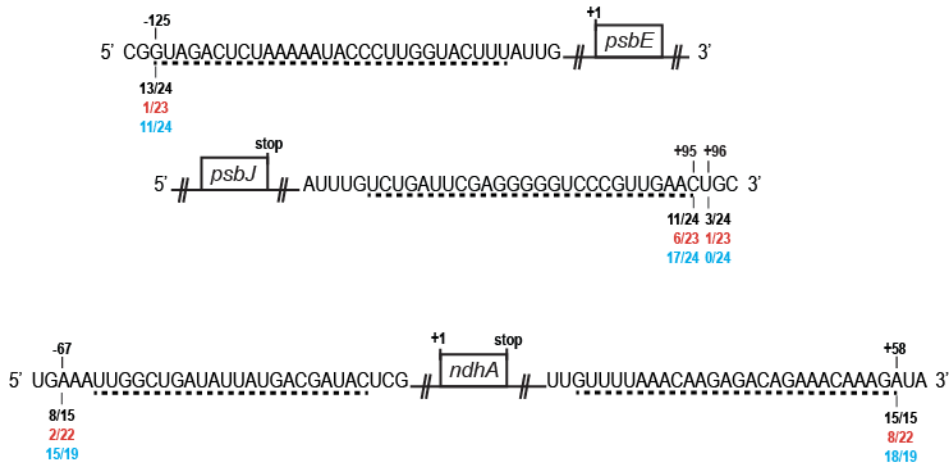 -125 +1
5' CGGUAGACUCUAAAAAUACCCUUGGUACUUUAUUG psbE 3'
13/24
1/23
11/24
stop +95 +96
5' psbJ AUUUGUCUGAUUCGAGGGGGUCCCGUUGAACUGC 3'
11/24 3/24
6/23 1/23
17/24 0/24
-67 +1 stop +58
5' UGAAAUUGGCUGAUAUUAUGACGAUACUCG ndhA UUGUUUUAAACAAGAGACAGAAACAAAGAUA 3'
8/15 15/15
2/22 8/22
15/19 18/19